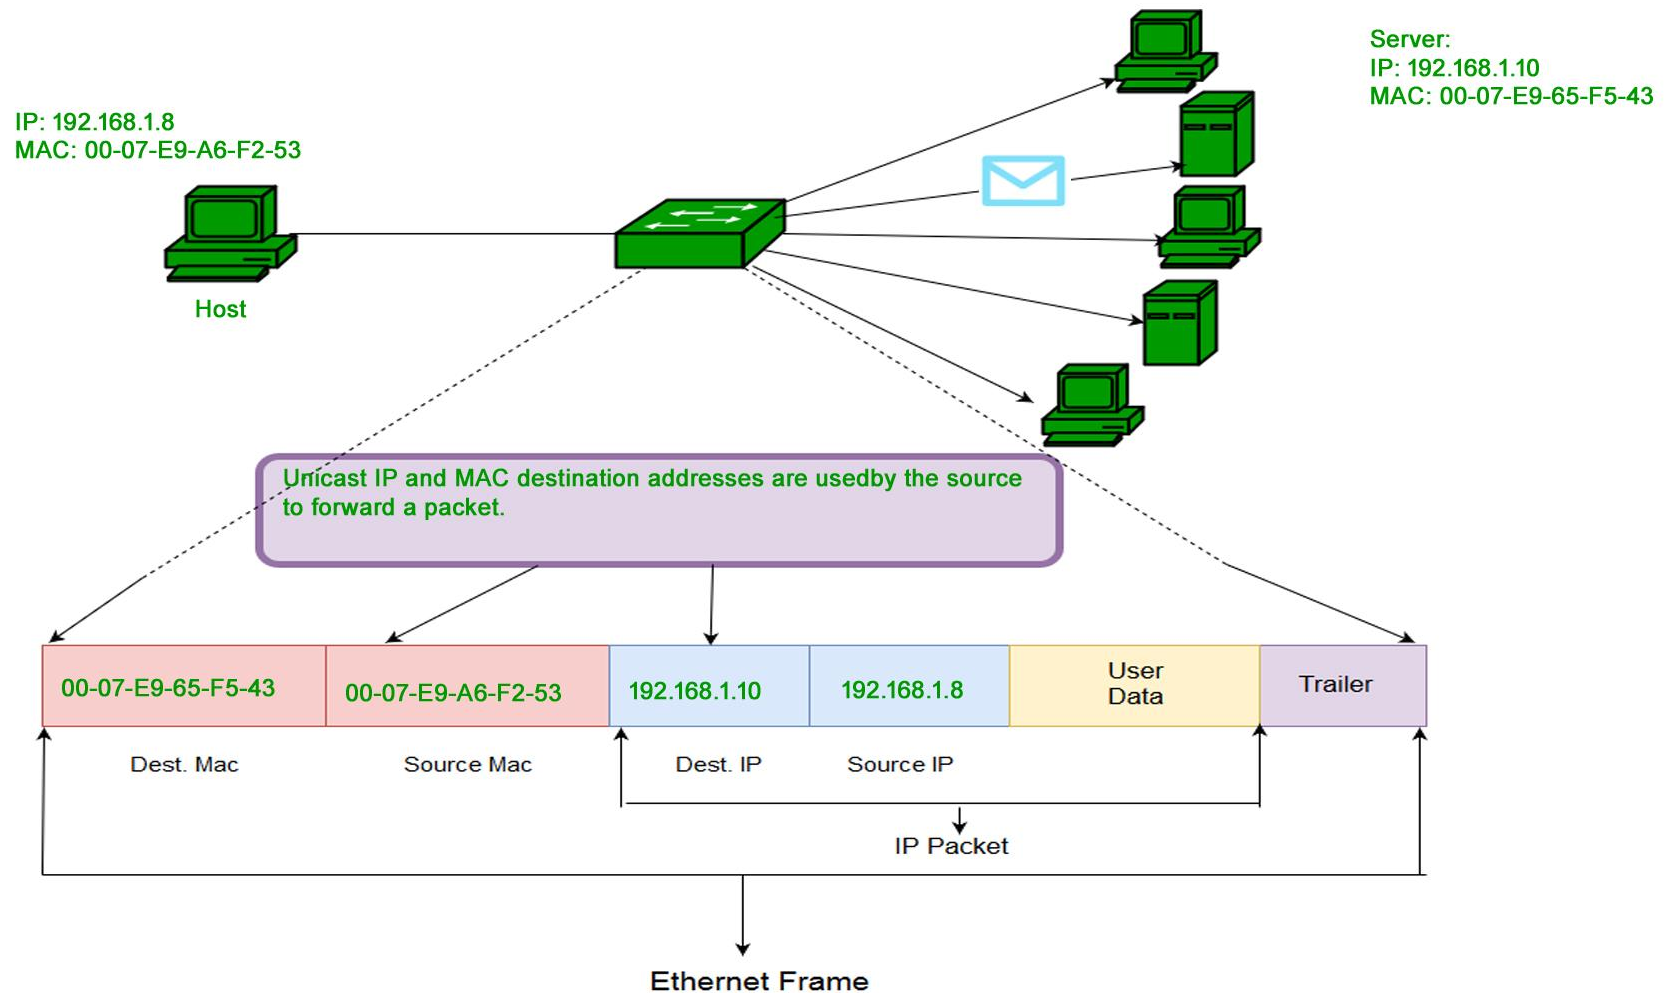 Server:
IP: 192.168.1.10
MAC: 00-07-E9-65-F5-43
IP: 192.168.1.8
MAC: 00-07-E9-A6-F2-53
Host
Unicast IP and MAC destination addresses are usedby the source
to forward a packet.
00-07-E9-65-F5-43
00-07-E9-A6-F2-53
192.168.1.10
192.168.1.8
User
Data
Trailer
Dest. Mac
Source Mac
Dest. IP
Source IP
IP Packet
Ethernet Frame